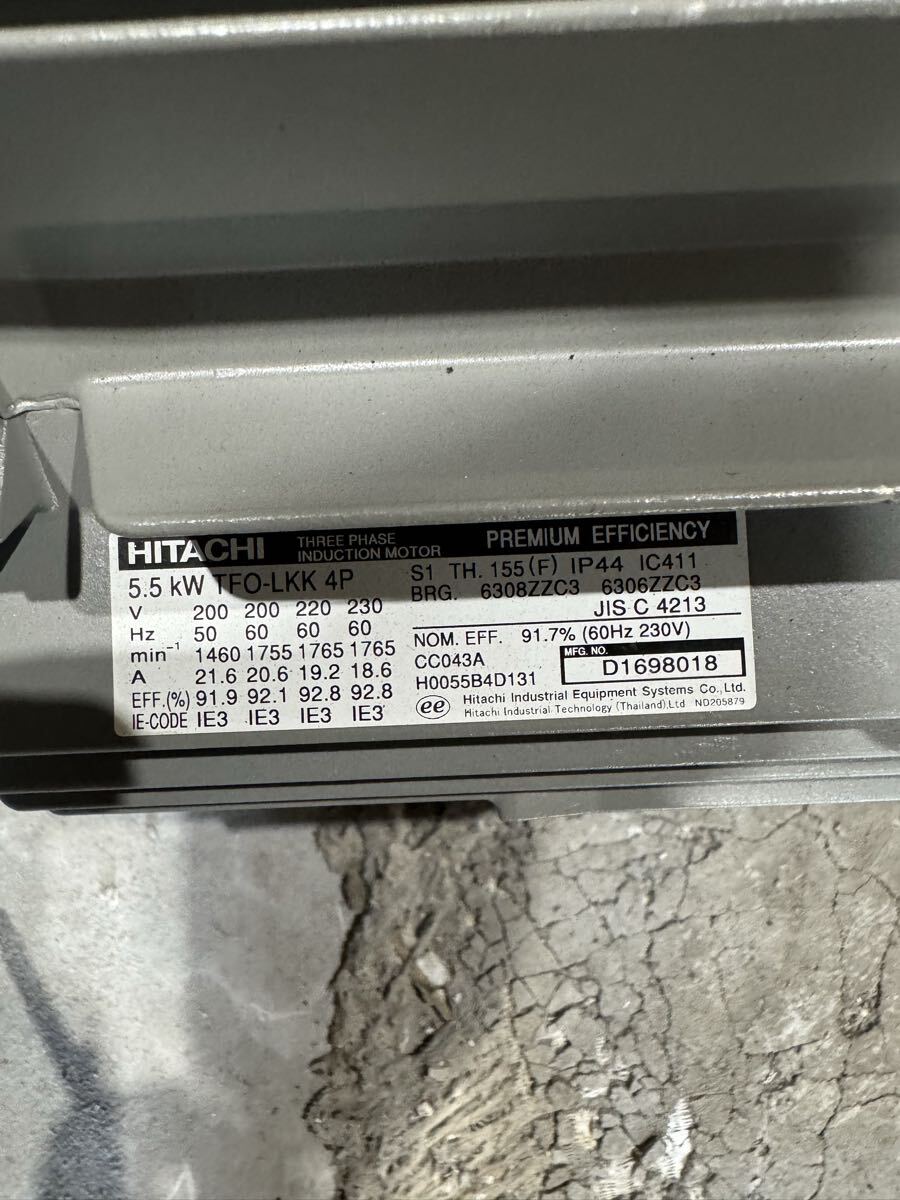 HITACHI THREE PHASE INDUCTION MOTOR PREMIUM EFFICIENCY
5.5 kW TFO-LKK 4P
V 200 200 220 230
Hz 50 60 60 60
min⁻¹ 1460 1755 1765 1765
A 21.6 20.6 19.2 18.6
EFF.(%) 91.9 92.1 92.8 92.8
IE-CODE IE3 IE3 IE3 IE3
S1 TH. 155 (F) IP44 IC411
BRG. 6308ZZC3 6306ZZC3
JIS C 4213
NOM. EFF. 91.7% (60Hz 230V)
CC043A
H0055B4D131
MFG. NO.
D1698018
ee Hitachi Industrial Equipment Systems Co., Ltd.
Hitachi Industrial Technology (Thailand),Ltd ND205879